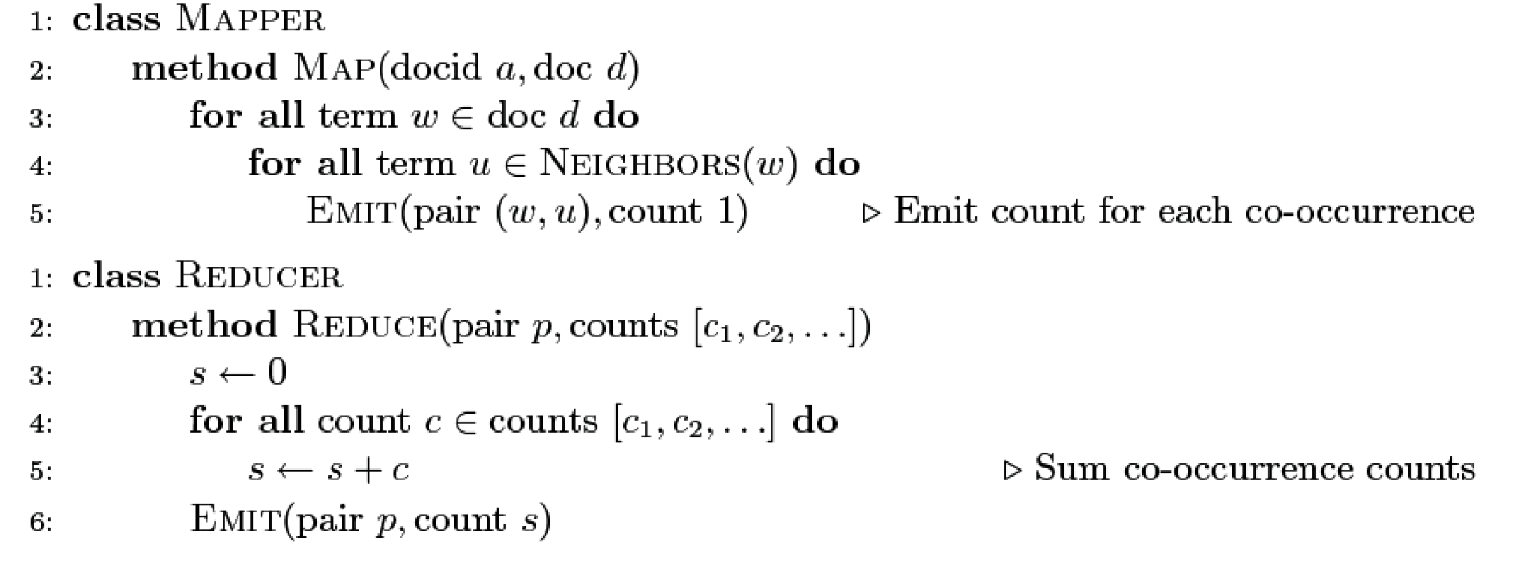 1: class MAPPER
2: method MAP(docid a, doc d)
3: for all term w ∈ doc d do
4: for all term u ∈ NEIGHBORS(w) do
5: EMIT(pair (w, u), count 1) ▷ Emit count for each co-occurrence
1: class REDUCER
2: method REDUCE(pair p, counts [c₁, c₂, . . .])
3: s ← 0
4: for all count c ∈ counts [c₁, c₂, . . .] do
5: s ← s + c ▷ Sum co-occurrence counts
6: EMIT(pair p, count s)